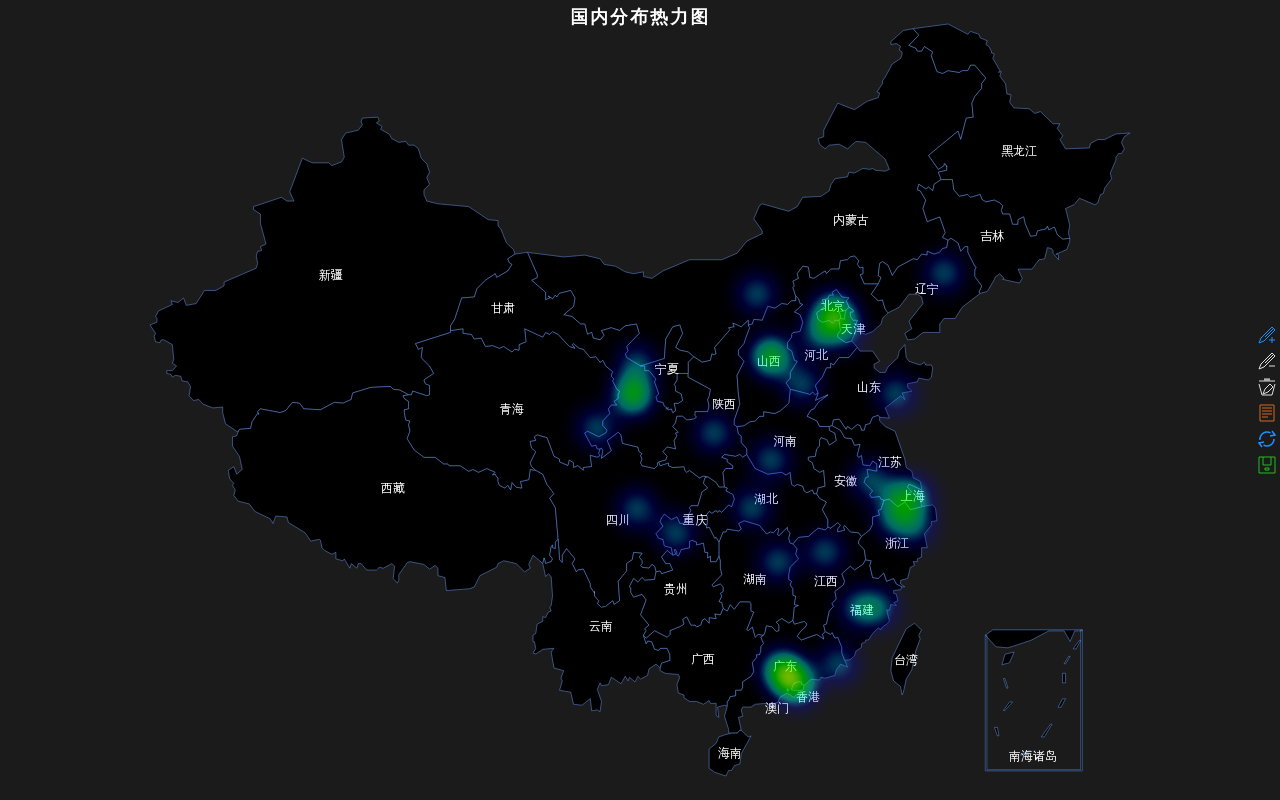 国内分布热力图
黑龙江
内蒙古
吉林
新疆
辽宁
甘肃
北京
天津
河北
山西
宁夏
山东
陕西
青海
河南
江苏
安徽
西藏
上海
湖北
四川
重庆
浙江
湖南
江西
贵州
福建
云南
广西
台湾
广东
香港
澳门
海南
南海诸岛